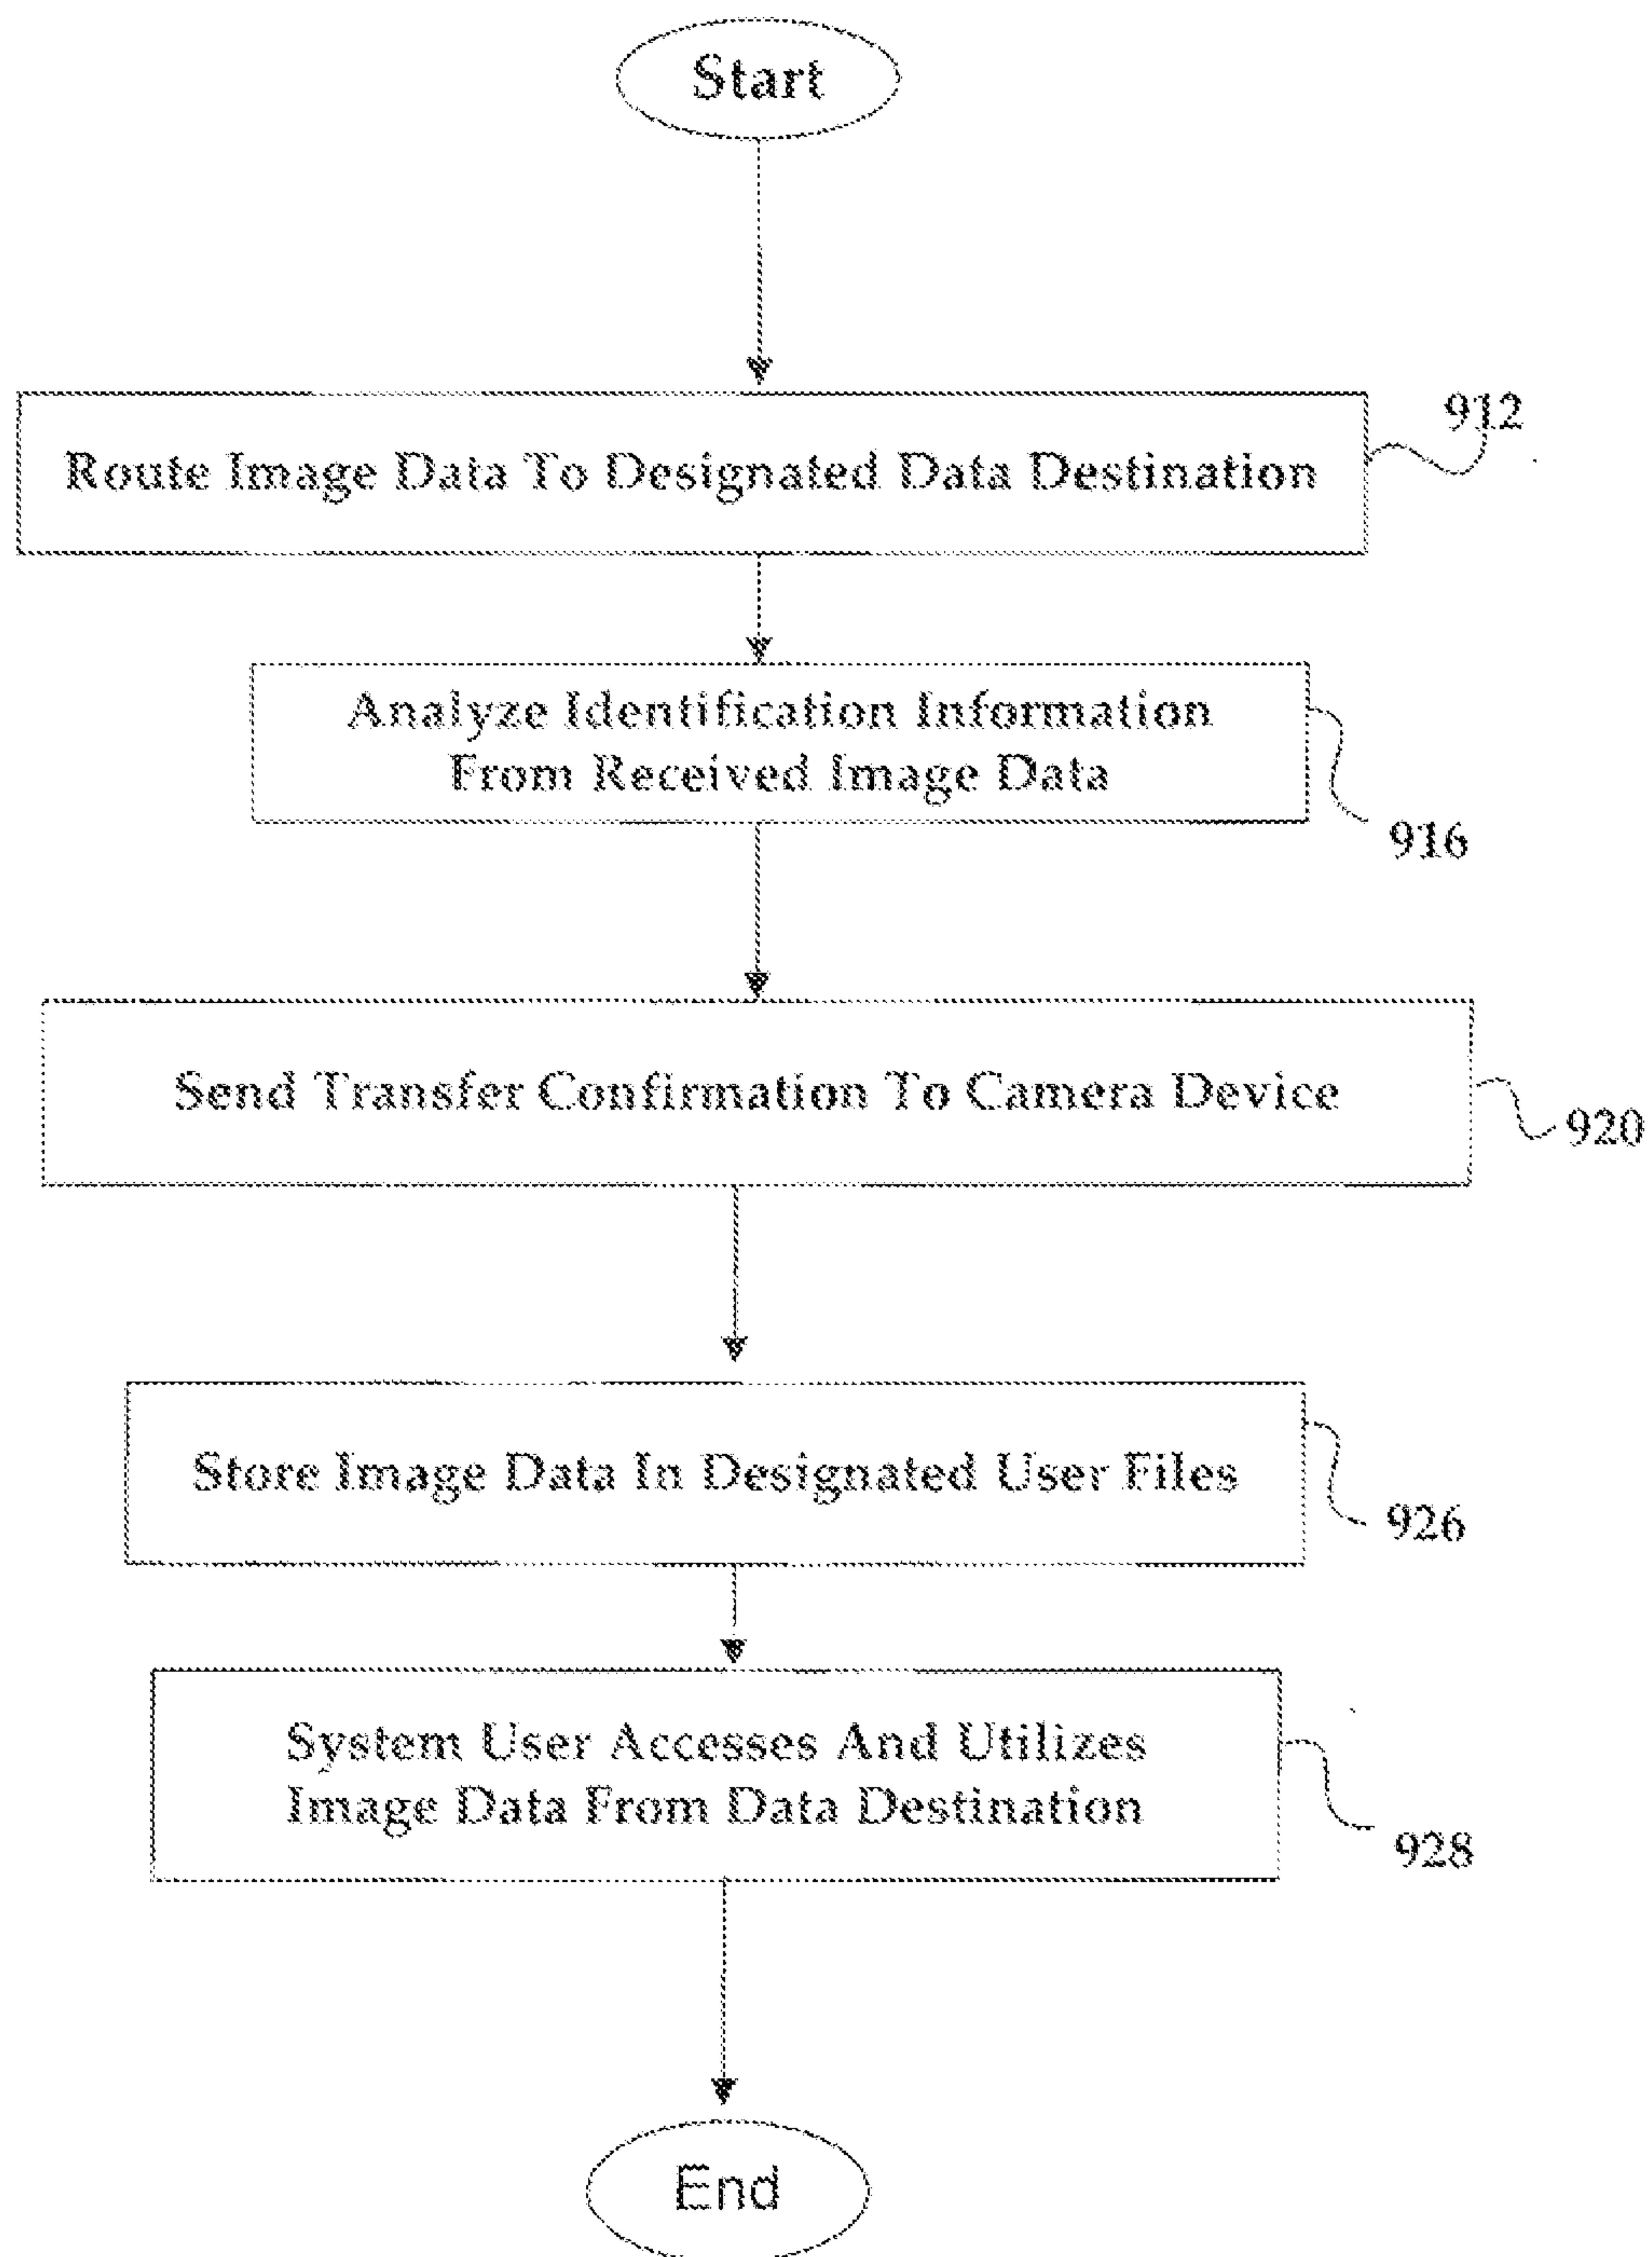 Start
912
Route Image Data To Designated Data Destination
Analyze Identification Information
From Received Image Data
916
Send Transfer Confirmation To Camera Device
920
Store Image Data In Designated User Files
926
System User Accesses And Utilizes
Image Data From Data Destination
928
End